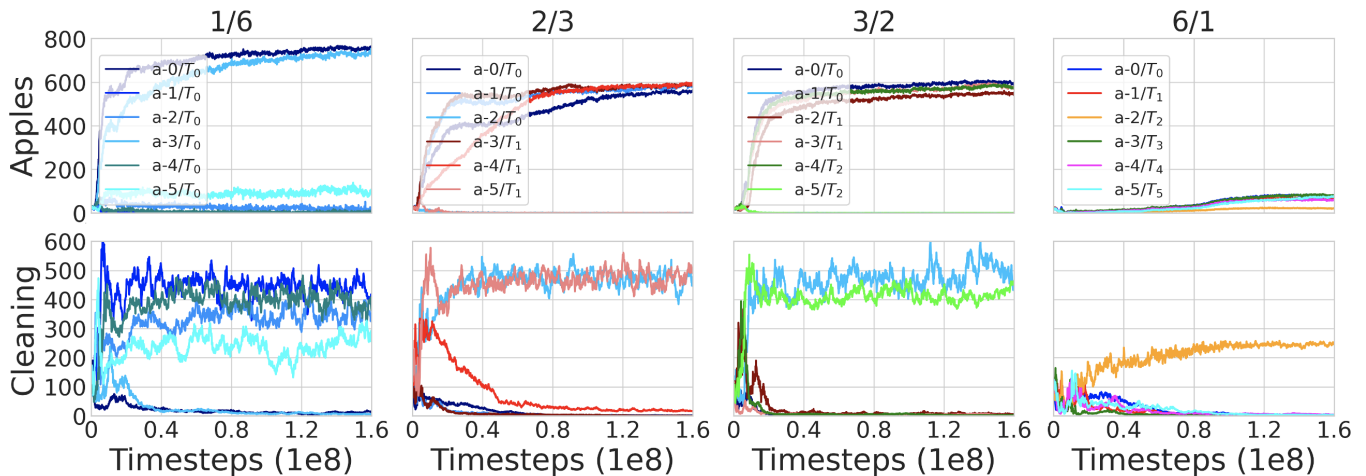 1/6 2/3 3/2 6/1
Apples
800
600
400
200
0
a-0/T₀
a-1/T₀
a-2/T₀
a-3/T₀
a-4/T₀
a-5/T₀
a-0/T₀
a-1/T₀
a-2/T₀
a-3/T₁
a-4/T₁
a-5/T₁
a-0/T₀
a-1/T₀
a-2/T₁
a-3/T₁
a-4/T₂
a-5/T₂
a-0/T₀
a-1/T₁
a-2/T₂
a-3/T₃
a-4/T₄
a-5/T₅
Cleaning
600
500
400
300
200
100
0
0 0.4 0.8 1.2 1.6 0 0.4 0.8 1.2 1.6 0 0.4 0.8 1.2 1.6 0 0.4 0.8 1.2 1.6
Timesteps (1e8) Timesteps (1e8) Timesteps (1e8) Timesteps (1e8)